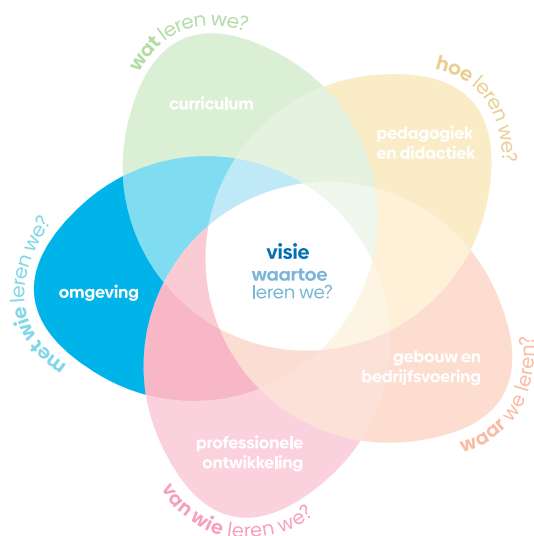 wat leren we?
curriculum
hoe leren we?
pedagogiek
en didactiek
visie
waartoe
leren we?
met wie leren we?
omgeving
gebouw en
bedrijfsvoering
waar we leren?
professionele
ontwikkeling
van wie leren we?